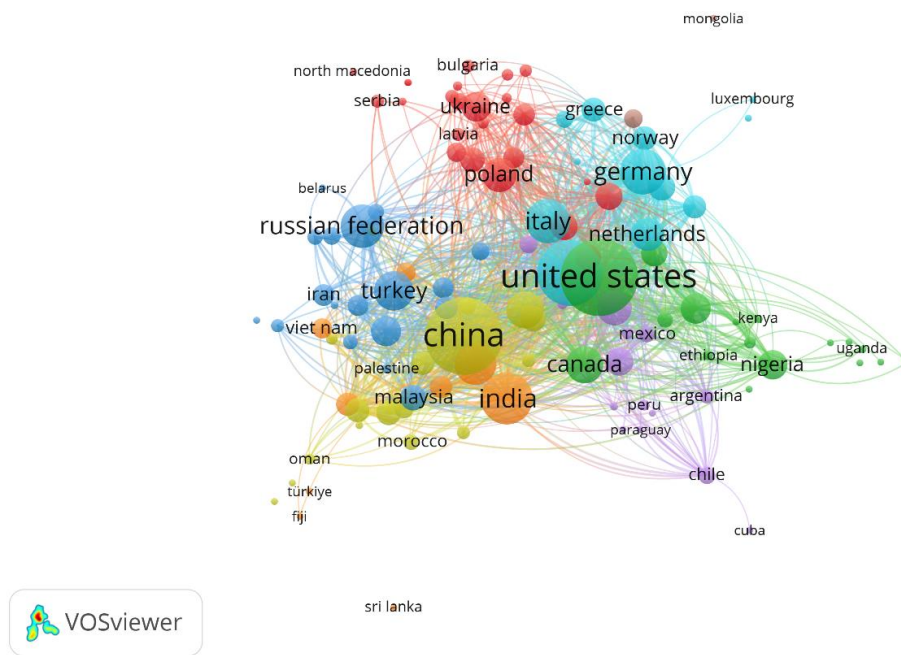 mongolia
bulgaria
north macedonia
luxembourg
serbia
ukraine
greece
latvia
norway
poland
germany
belarus
russian federation
italy
netherlands
united states
iran
turkey
viet nam
china
mexico
kenya
palestine
canada
ethiopia
nigeria
uganda
malaysia
india
peru
argentina
morocco
paraguay
oman
chile
türkiye
fiji
cuba
sri lanka
VOSviewer